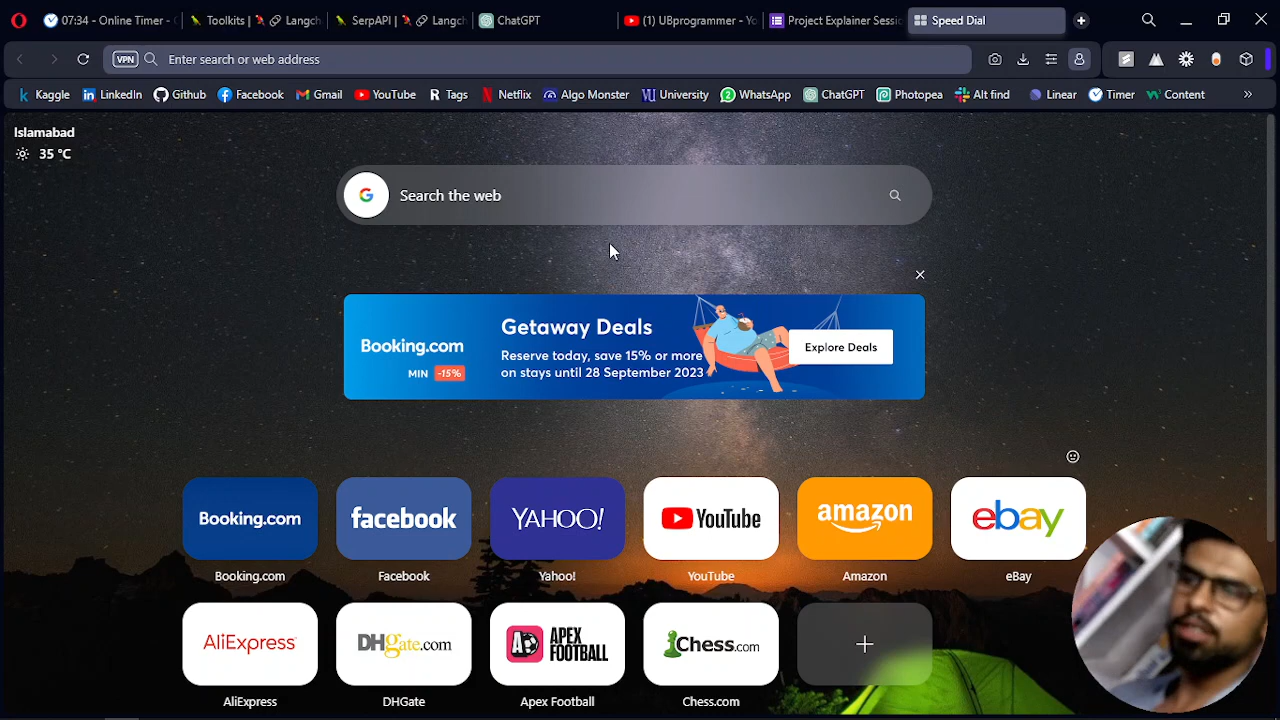 07:34 - Online Timer -
Toolkits | 🦜🔗 Langch
SerpAPI | 🦜🔗 Langch
ChatGPT
(1) UBprogrammer - Yo
Project Explainer Sessi
Speed Dial
VPN
Enter search or web address
Kaggle
LinkedIn
Github
Facebook
Gmail
YouTube
R Tags
Netflix
Algo Monster
University
WhatsApp
ChatGPT
Photopea
Alt find
Linear
Timer
Content
Islamabad
35 °C
Search the web
Getaway Deals
Booking.com
Reserve today, save 15% or more
MIN -15%
on stays until 28 September 2023
Explore Deals
Booking.com
facebook
YAHOO!
YouTube
amazon
ebay
Booking.com
Facebook
Yahoo!
YouTube
Amazon
eBay
AliExpress
DHgate.com
APEX
FOOTBALL
Chess.com
AliExpress
DHGate
Apex Football
Chess.com